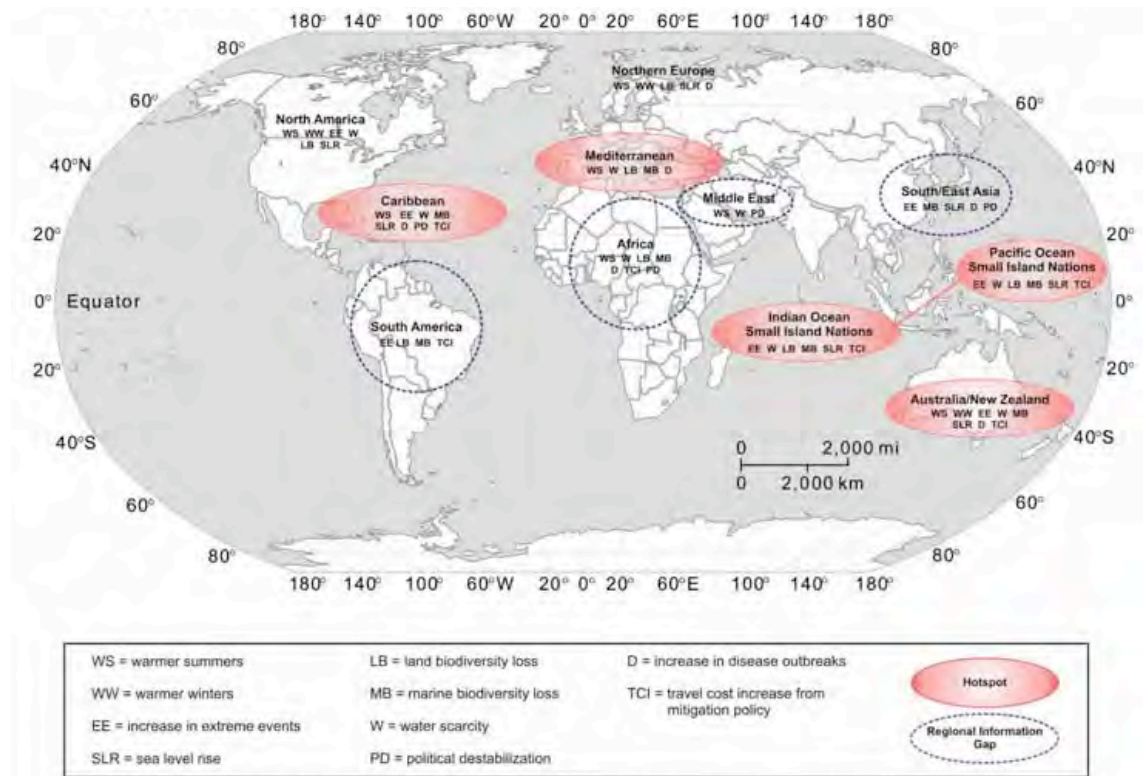 180° 140° 100° 60°W 20° 0° 20° 60°E 100° 140° 180°
80° 80°
Northern Europe
WS WW LB SLR D
60° 60°
North America
WS WW EE W
LB SLR
40°N 40°
Mediterranean
WS W LB MB D
South/East Asia
EE MB SLR D PD
Middle East
WS W PD
Caribbean
WS EE W MB
SLR D PD TCI
20° 20°
Africa
WS W LB MB
D TCI PD
Pacific Ocean
Small Island Nations
EE W LB MB SLR TCI
0° Equator 0°
Indian Ocean
Small Island Nations
EE W LB MB SLR TCI
South America
EE LB MB TCI
20° 20°
Australia/New Zealand
WS WW EE W MB
SLR D TCI
40°S 40°S
0 2,000 mi
0 2,000 km
60° 60°
80° 80°
180° 140° 100° 60°W 20° 0° 20° 60°E 100° 140° 180°
WS = warmer summers
WW = warmer winters
EE = increase in extreme events
SLR = sea level rise
LB = land biodiversity loss
MB = marine biodiversity loss
W = water scarcity
PD = political destabilization
D = increase in disease outbreaks
TCI = travel cost increase from
mitigation policy
Hotspot
Regional Information
Gap